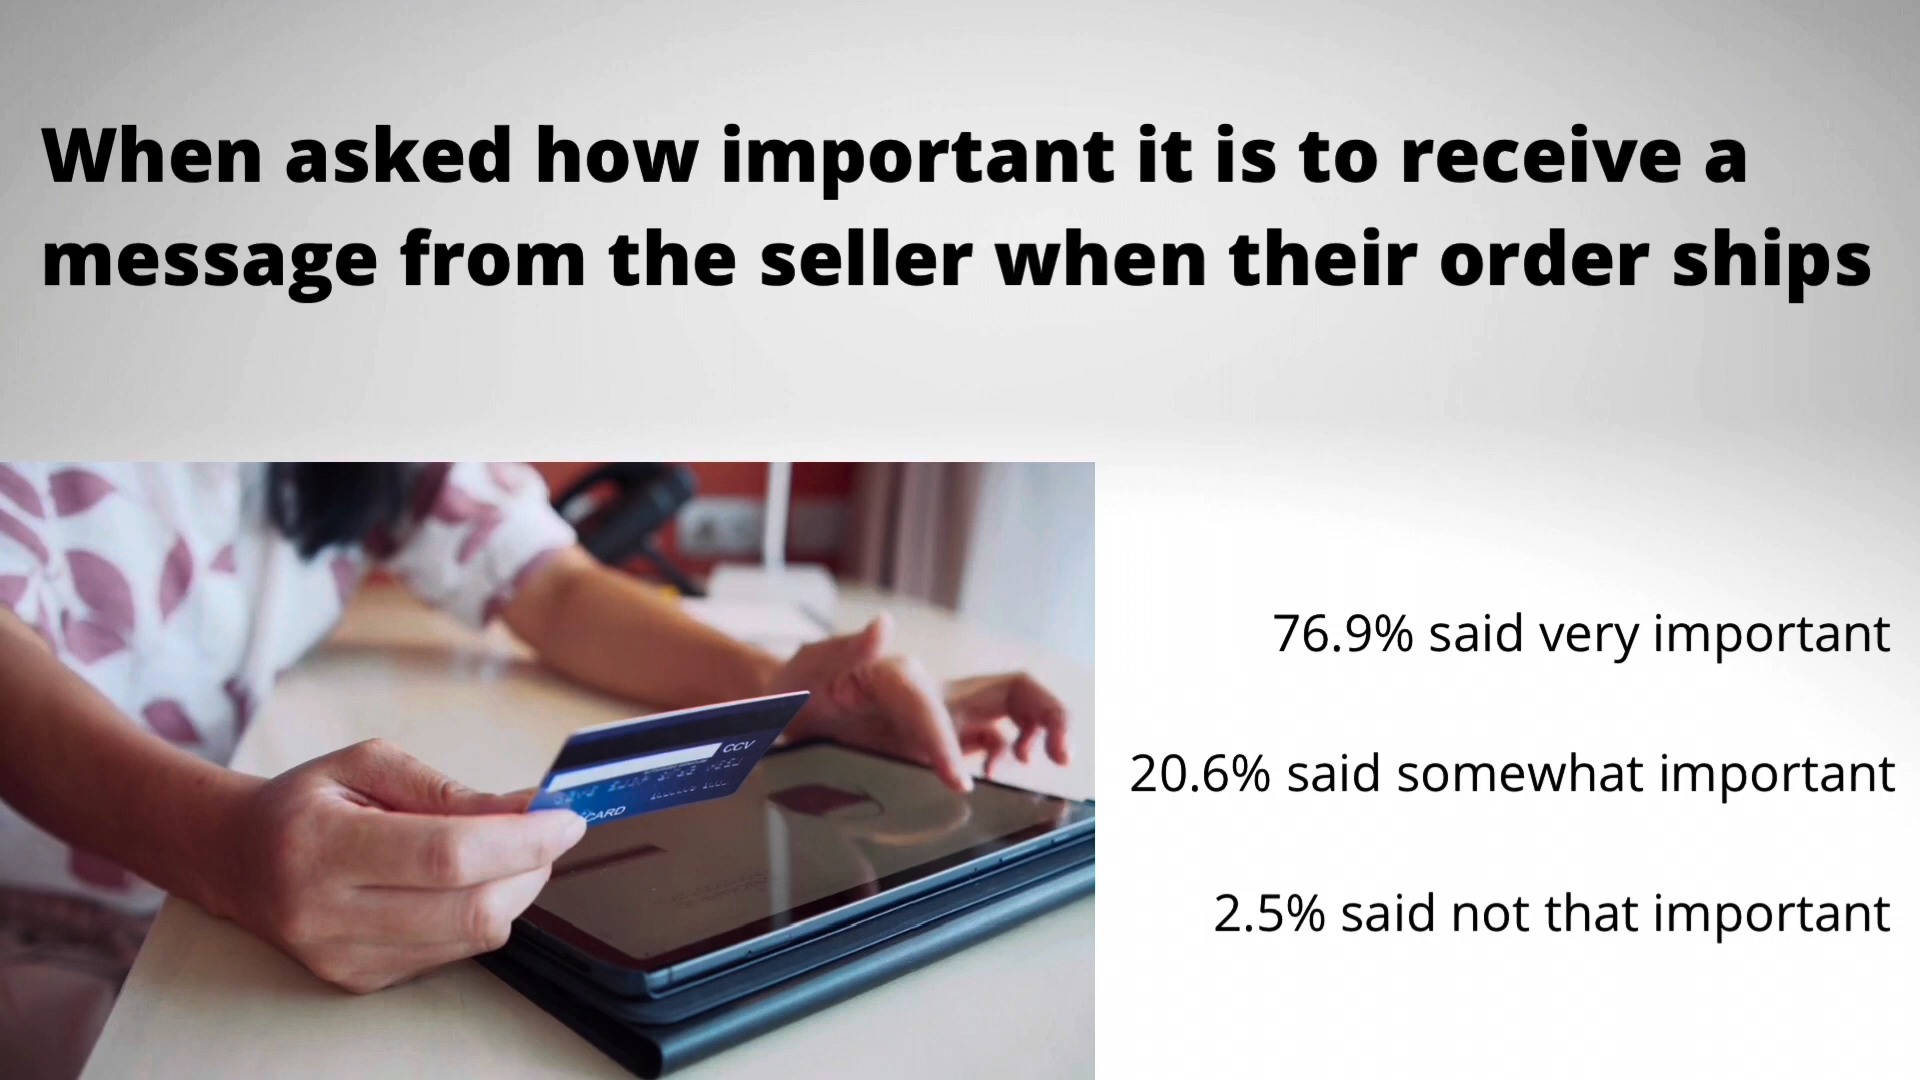 When asked how important it is to receive a
message from the seller when their order ships
76.9% said very important
20.6% said somewhat important
2.5% said not that important
CCV
CARD